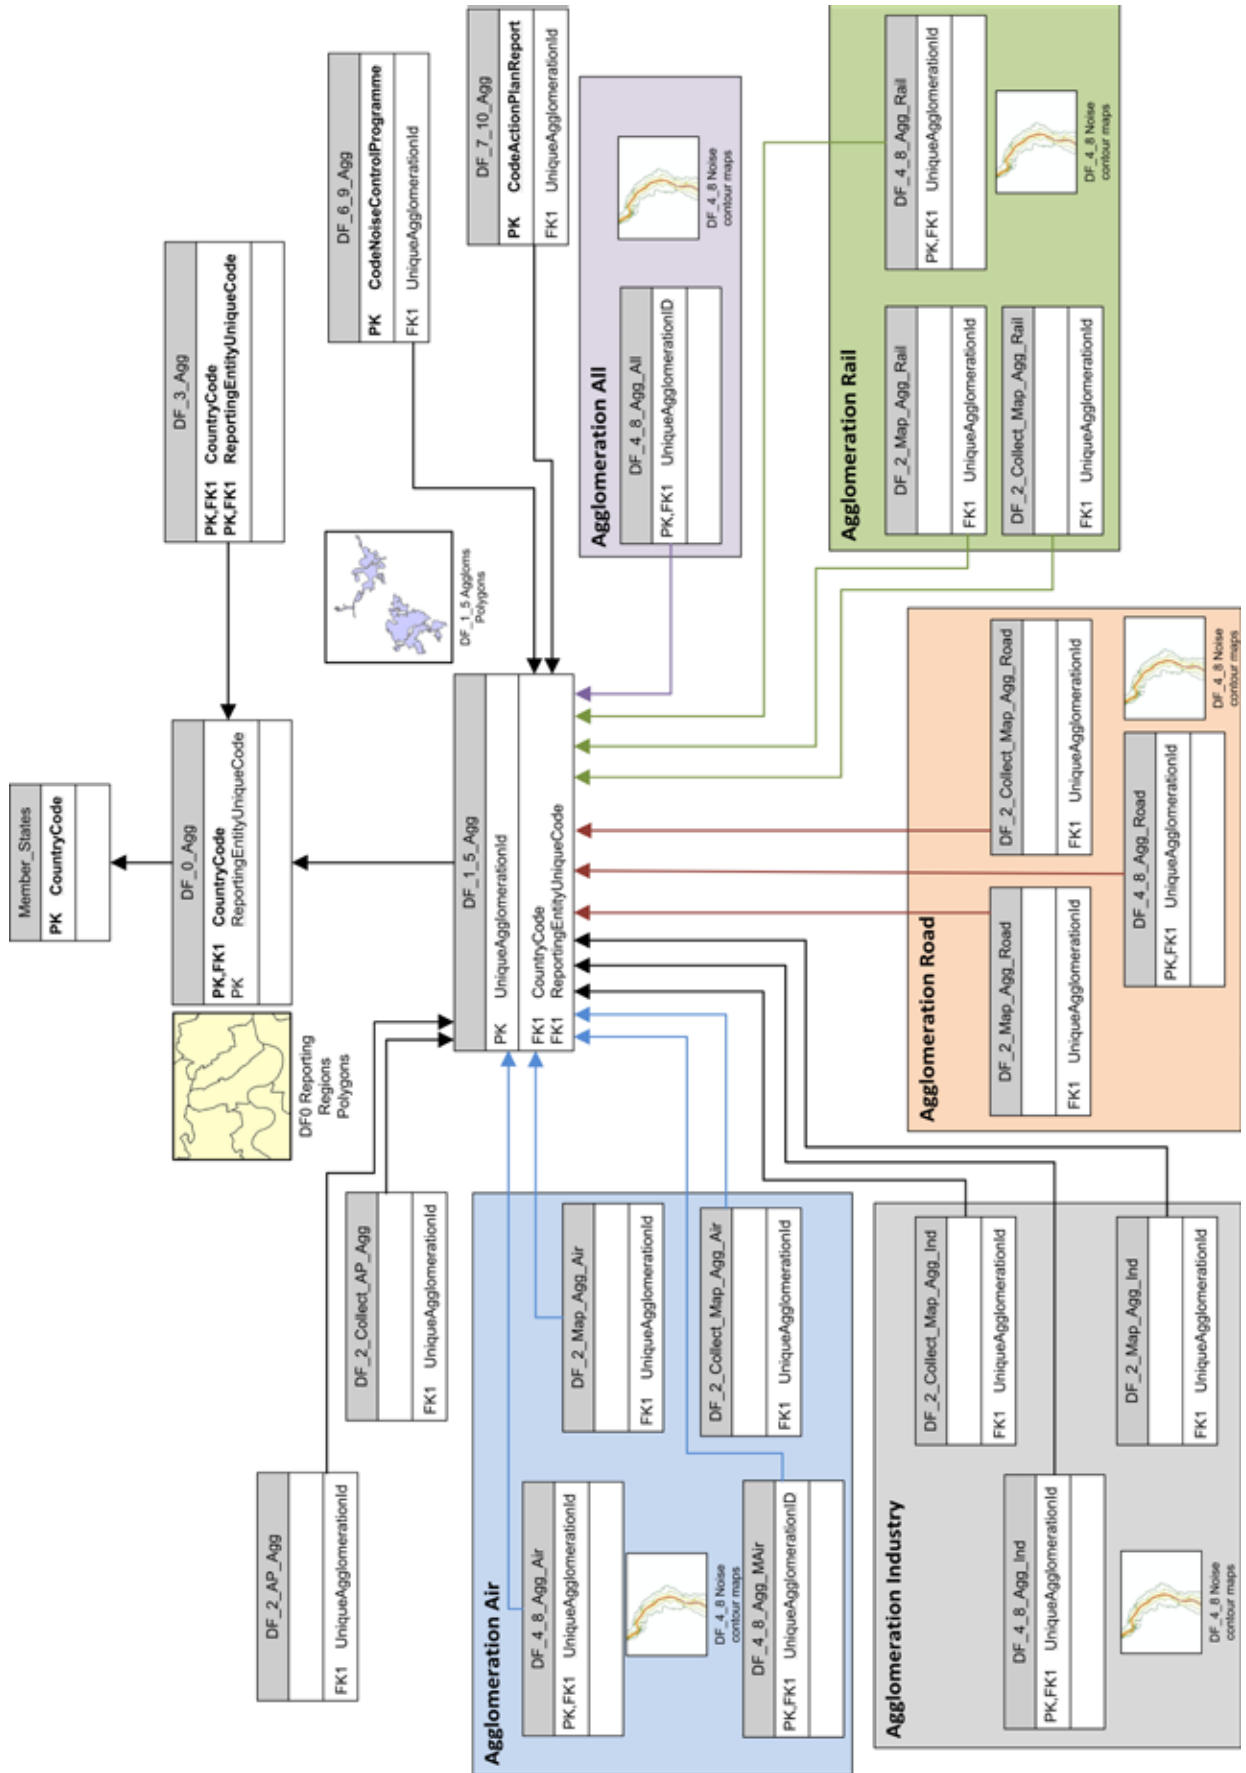 Member_States
PK CountryCode
DF0 Reporting
Regions
Polygons
DF_0_Agg
PK,FK1 CountryCode
PK ReportingEntityUniqueCode
DF_3_Agg
PK,FK1 CountryCode
PK,FK1 ReportingEntityUniqueCode
DF_2_AP_Agg
FK1 UniqueAgglomerationId
DF_2_Collect_AP_Agg
FK1 UniqueAgglomerationId
DF_1_5_Agg
PK UniqueAgglomerationId
FK1 CountryCode
FK1 ReportingEntityUniqueCode
DF_1_5 Aggloms
Polygons
DF_6_9_Agg
PK CodeNoiseControlProgramme
FK1 UniqueAgglomerationId
DF_7_10_Agg
PK CodeActionPlanReport
FK1 UniqueAgglomerationId
Agglomeration Air
DF_4_8_Agg_Air
PK,FK1 UniqueAgglomerationId
DF_2_Map_Agg_Air
FK1 UniqueAgglomerationId
DF_4_8 Noise
contour maps
DF_4_8_Agg_MAir
PK,FK1 UniqueAgglomerationID
DF_2_Collect_Map_Agg_Air
FK1 UniqueAgglomerationId
Agglomeration All
DF_4_8_Agg_All
PK,FK1 UniqueAgglomerationID
DF_4_8 Noise
contour maps
Agglomeration Rail
DF_2_Map_Agg_Rail
FK1 UniqueAgglomerationId
DF_4_8_Agg_Rail
PK,FK1 UniqueAgglomerationId
DF_2_Collect_Map_Agg_Rail
FK1 UniqueAgglomerationId
DF_4_8 Noise
contour maps
Agglomeration Industry
DF_2_Collect_Map_Agg_Ind
FK1 UniqueAgglomerationId
DF_4_8_Agg_Ind
PK,FK1 UniqueAgglomerationId
DF_2_Map_Agg_Ind
FK1 UniqueAgglomerationId
DF_4_8 Noise
contour maps
Agglomeration Road
DF_2_Map_Agg_Road
FK1 UniqueAgglomerationId
DF_2_Collect_Map_Agg_Road
FK1 UniqueAgglomerationId
DF_4_8_Agg_Road
PK,FK1 UniqueAgglomerationId
DF_4_8 Noise
contour maps